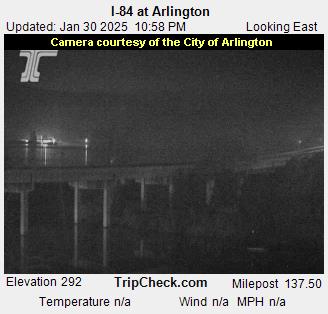 I-84 at Arlington
Updated: Jan 30 2025 10:58 PM Looking East
Camera courtesy of the City of Arlington
Elevation 292 TripCheck.com Milepost 137.50
Temperature n/a Wind n/a MPH n/a